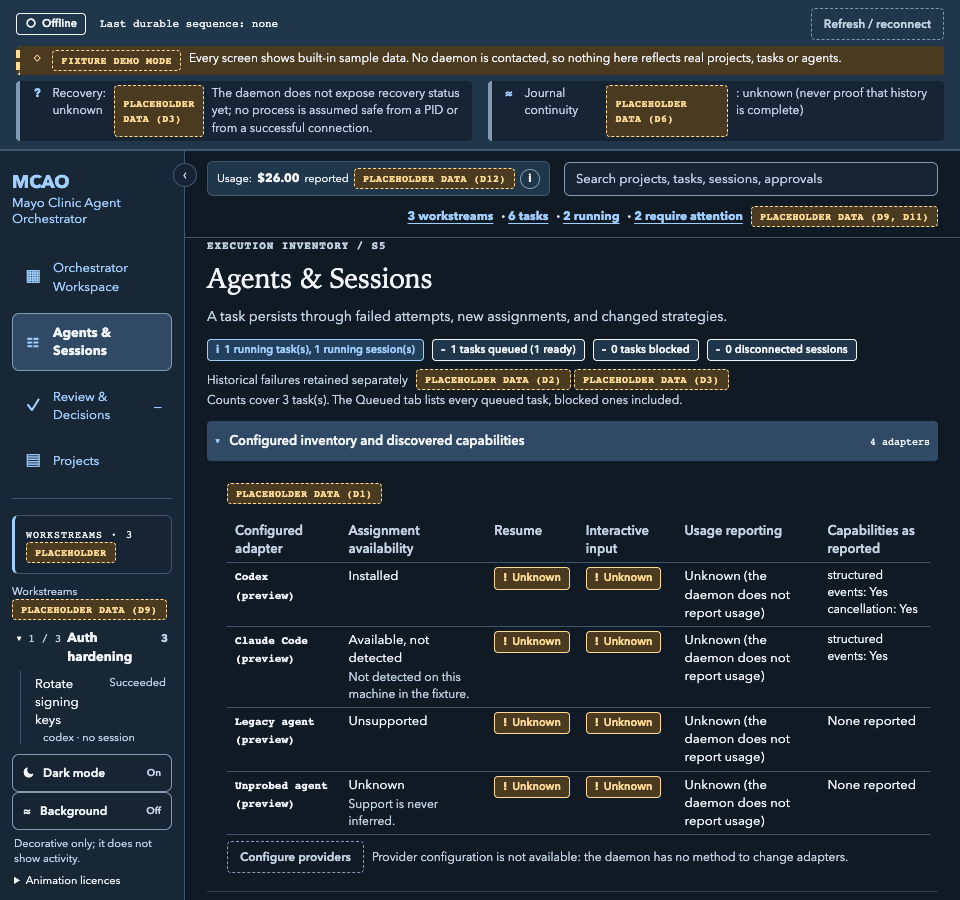 Offline
Last durable sequence: none
Refresh / reconnect
FIXTURE DEMO MODE
Every screen shows built-in sample data. No daemon is contacted, so nothing here reflects real projects, tasks or agents.
? Recovery: unknown
PLACEHOLDER DATA (D3)
The daemon does not expose recovery status
yet; no process is assumed safe from a PID or
from a successful connection.
≈ Journal continuity
PLACEHOLDER DATA (D6)
: unknown (never proof that history
is complete)
MCAO
Mayo Clinic Agent
Orchestrator
Orchestrator
Workspace
Agents &
Sessions
Review &
Decisions
–
Projects
WORKSTREAMS · 3
PLACEHOLDER
Workstreams
PLACEHOLDER DATA (D9)
▾ 1 / 3 Auth hardening 3
Rotate signing keys
Succeeded
codex · no session
Dark mode On
≈ Background Off
Decorative only; it does not
show activity.
▶ Animation licences
‹
Usage: $26.00 reported PLACEHOLDER DATA (D12) i
Search projects, tasks, sessions, approvals
3 workstreams · 6 tasks · 2 running · 2 require attention PLACEHOLDER DATA (D9, D11)
EXECUTION INVENTORY / S5
Agents & Sessions
A task persists through failed attempts, new assignments, and changed strategies.
i 1 running task(s), 1 running session(s)
– 1 tasks queued (1 ready)
– 0 tasks blocked
– 0 disconnected sessions
Historical failures retained separately PLACEHOLDER DATA (D2) PLACEHOLDER DATA (D3)
Counts cover 3 task(s). The Queued tab lists every queued task, blocked ones included.
▾ Configured inventory and discovered capabilities 4 adapters
PLACEHOLDER DATA (D1)
Configured adapter
Assignment availability
Resume
Interactive input
Usage reporting
Capabilities as reported
Codex (preview)
Installed
! Unknown
! Unknown
Unknown (the daemon does not report usage)
structured events: Yes
cancellation: Yes
Claude Code (preview)
Available, not detected
Not detected on this machine in the fixture.
! Unknown
! Unknown
Unknown (the daemon does not report usage)
structured events: Yes
Legacy agent (preview)
Unsupported
! Unknown
! Unknown
Unknown (the daemon does not report usage)
None reported
Unprobed agent (preview)
Unknown
Support is never inferred.
! Unknown
! Unknown
Unknown (the daemon does not report usage)
None reported
Configure providers
Provider configuration is not available: the daemon has no method to change adapters.